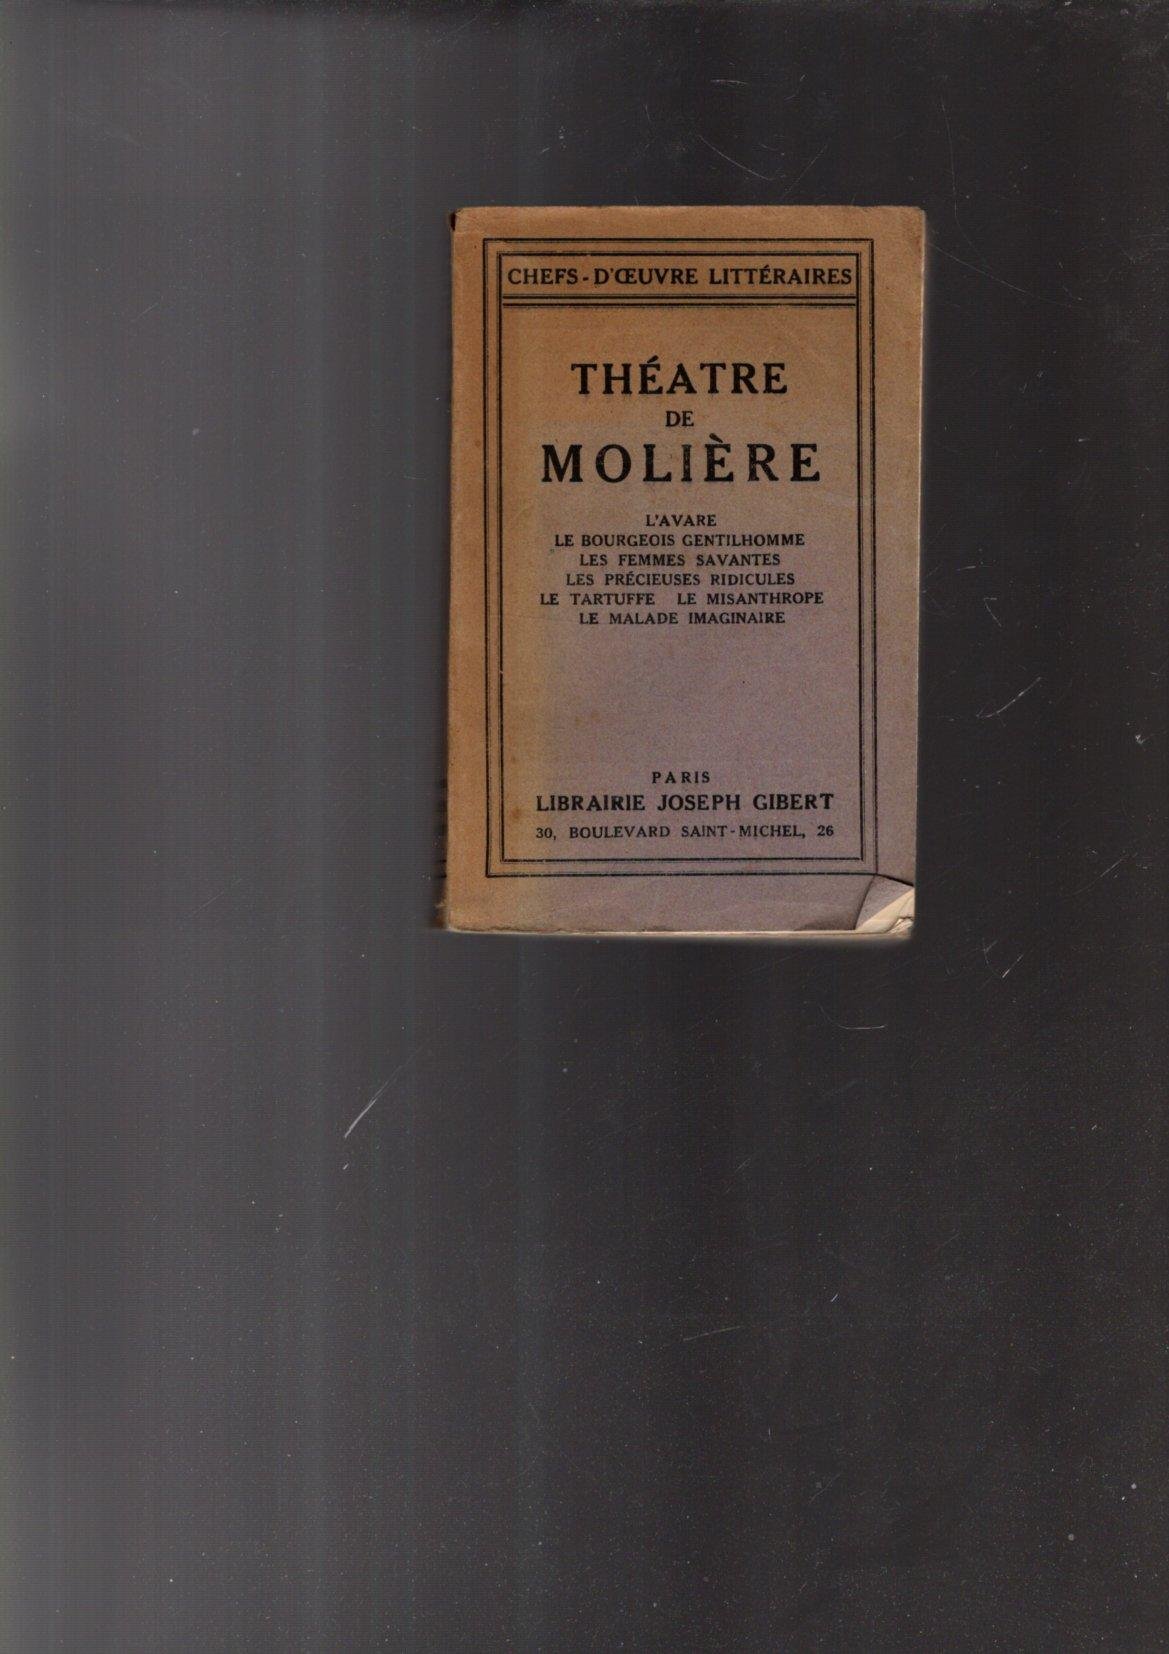 CHEFS-D'ŒUVRE LITTÉRAIRES
THÉATRE
DE
MOLIÈRE
L'AVARE
LE BOURGEOIS GENTILHOMME
LES FEMMES SAVANTES
LES PRÉCIEUSES RIDICULES
LE TARTUFFE LE MISANTHROPE
LE MALADE IMAGINAIRE
PARIS
LIBRAIRIE JOSEPH GIBERT
30, BOULEVARD SAINT-MICHEL, 26